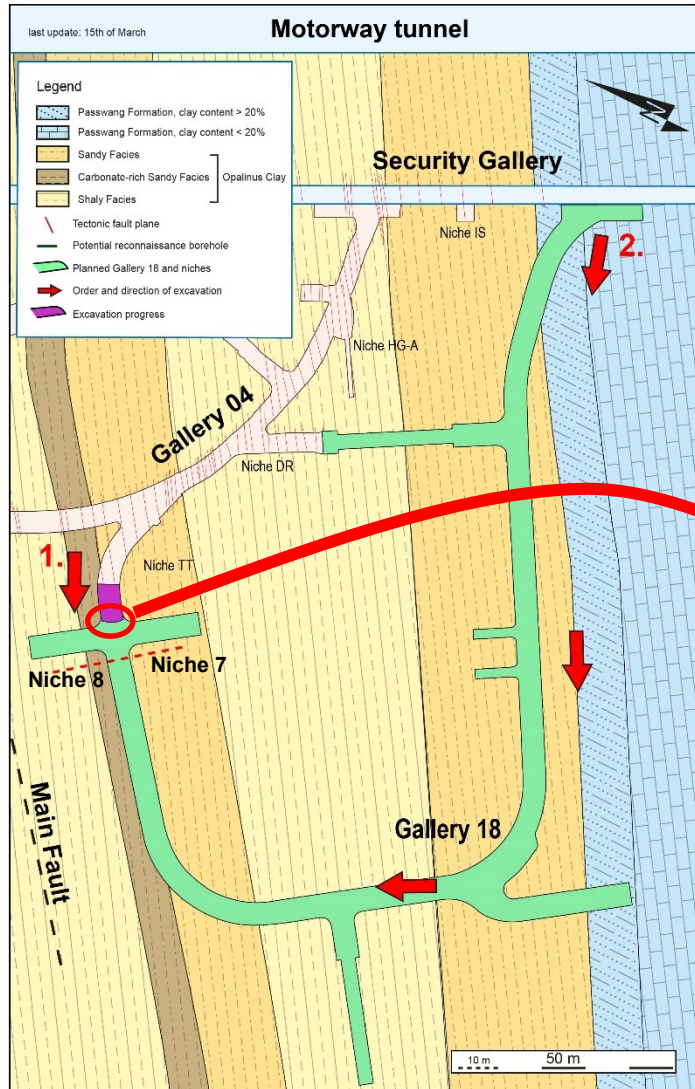 last update: 15th of March
Motorway tunnel
Legend
Passwang Formation, clay content > 20%
Passwang Formation, clay content < 20%
Sandy Facies
Carbonate-rich Sandy Facies
Opalinus Clay
Shaly Facies
Tectonic fault plane
Potential reconnaissance borehole
Planned Gallery 18 and niches
Order and direction of excavation
Excavation progress
N
Security Gallery
Niche IS
2.
Niche HG-A
Gallery 04
Niche DR
1.
Niche TT
Niche 7
Niche 8
Main Fault
Gallery 18
10 m
50 m